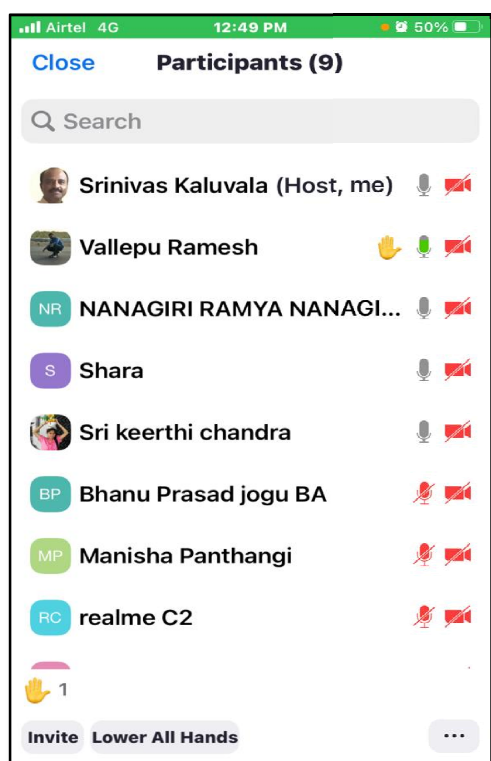 Airtel 4G 12:49 PM 50%
Close Participants (9)
Search
Srinivas Kaluvala (Host, me)
Vallepu Ramesh
NR NANAGIRI RAMYA NANAGI...
S Shara
Sri keerthi chandra
BP Bhanu Prasad jogu BA
MP Manisha Panthangi
RC realme C2
1
Invite Lower All Hands ...